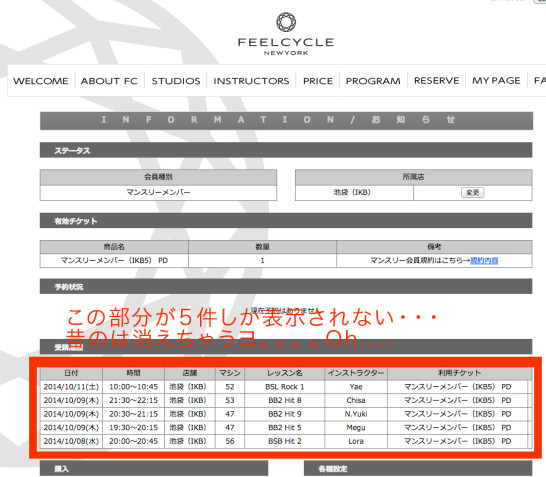 FEELCYCLE
NEWYORK
WELCOME ABOUT FC STUDIOS INSTRUCTORS PRICE PROGRAM RESERVE MY PAGE FA
INFORMATION/お知らせ
ステータス
会員種別 所属店
マンスリーメンバー 池袋（IKB） 変更
有効チケット
商品名 数量 備考
マンスリーメンバー（IKB5） PD 1 マンスリー会員規約はこちら→規約内容
予約状況
現在予約はありません
この部分が５件しか表示されない・・・
昔のは消えちゃうヨ。。。。Oh.....
受講履歴
日付 時間 店舗 マシン レッスン名 インストラクター 利用チケット
2014/10/11(土) 10:00～10:45 池袋（IKB） 52 BSL Rock 1 Yae マンスリーメンバー（IKB5） PD
2014/10/09(木) 21:30～22:15 池袋（IKB） 53 BB2 Hit 8 Chisa マンスリーメンバー（IKB5） PD
2014/10/09(木) 20:30～21:15 池袋（IKB） 47 BB2 Hit 9 N.Yuki マンスリーメンバー（IKB5） PD
2014/10/09(木) 19:30～20:15 池袋（IKB） 47 BB2 Hit 5 Megu マンスリーメンバー（IKB5） PD
2014/10/08(水) 20:00～20:45 池袋（IKB） 56 BSB Hit 2 Lora マンスリーメンバー（IKB5） PD
購入 各種設定